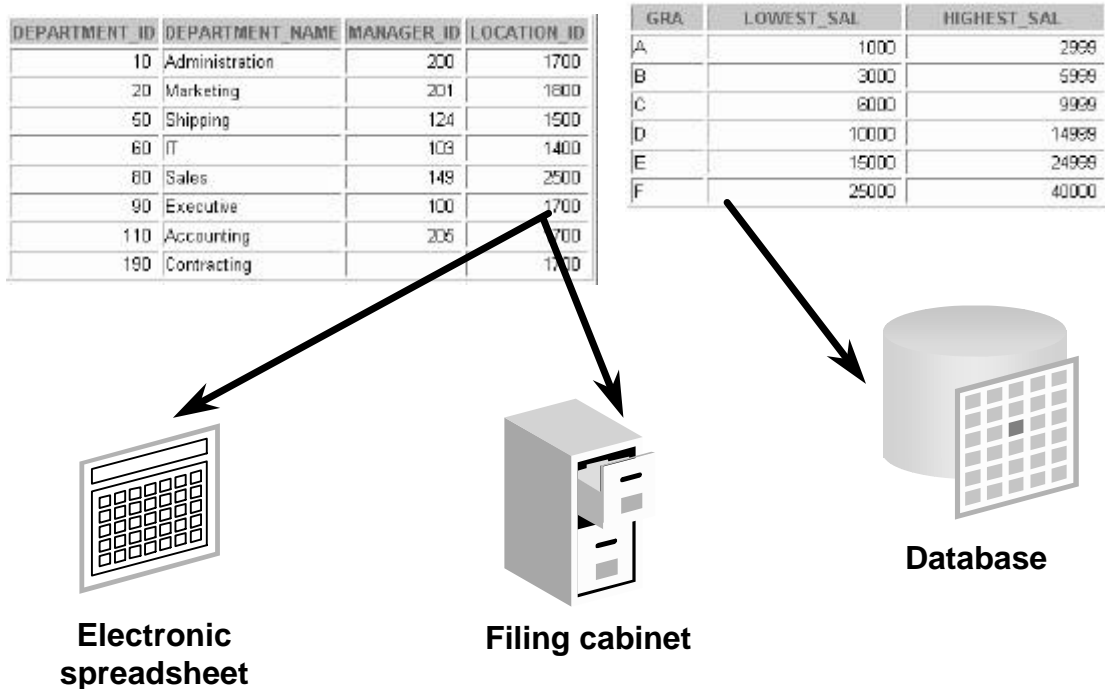 DEPARTMENT_ID DEPARTMENT_NAME MANAGER_ID LOCATION_ID
10 Administration 200 1700
20 Marketing 201 1800
50 Shipping 124 1500
60 IT 103 1400
80 Sales 149 2500
90 Executive 100 1700
110 Accounting 205 700
190 Contracting 1700
GRA LOWEST_SAL HIGHEST_SAL
A 1000 2999
B 3000 5999
C 6000 9999
D 10000 14999
E 15000 24999
F 25000 40000
Electronic
spreadsheet
Filing cabinet
Database